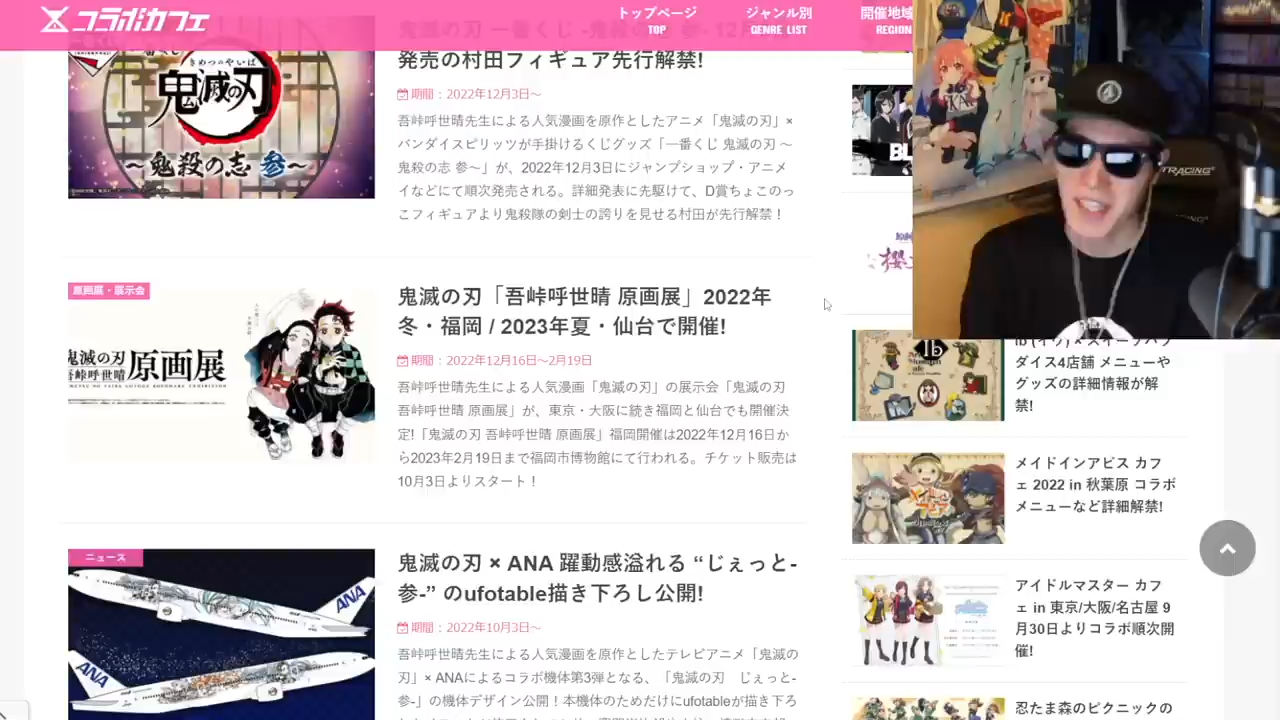 コラボカフェ
トップページ
TOP
ジャンル別
GENRE LIST
開催地域
REGION
発売の村田フィギュア先行解禁!
期間：2022年12月3日～
吾峠呼世晴先生による人気漫画を原作としたアニメ「鬼滅の刃」×
バンダイスピリッツが手掛けるくじグッズ「一番くじ 鬼滅の刃 ～
鬼殺の志 参～」が、2022年12月3日にジャンプショップ・アニメ
イなどにて順次発売される。詳細発表に先駆けて、D賞ちょこのっ
こフィギュアより鬼殺隊の剣士の誇りを見せる村田が先行解禁！
きめつのやいば
鬼滅の刃
～鬼殺の志 参～
原画展・展示会
鬼滅の刃
吾峠呼世晴
原画展
鬼滅の刃「吾峠呼世晴 原画展」2022年
冬・福岡 / 2023年夏・仙台で開催!
期間：2022年12月16日～2月19日
吾峠呼世晴先生による人気漫画「鬼滅の刃」の展示会「鬼滅の刃
吾峠呼世晴 原画展」が、東京・大阪に続き福岡と仙台でも開催決
定!「鬼滅の刃 吾峠呼世晴 原画展」福岡開催は2022年12月16日か
ら2023年2月19日まで福岡市博物館にて行われる。チケット販売は
10月3日よりスタート！
ニュース
ANA
ANA
鬼滅の刃 × ANA 躍動感溢れる “じぇっと-
参-” のufotable描き下ろし公開!
期間：2022年10月3日～
吾峠呼世晴先生による人気漫画を原作としたテレビアニメ「鬼滅の
刃」× ANAによるコラボ機体第3弾となる、「鬼滅の刃　じぇっと-
参-」の機体デザイン公開！本機体のためだけにufotableが描き下ろ
BL
ダイス4店舗 メニューや
グッズの詳細情報が解
禁!
メイドインアビス カフ
ェ 2022 in 秋葉原 コラボ
メニューなど詳細解禁!
アイドルマスター カフ
ェ in 東京/大阪/名古屋 9
月30日よりコラボ順次開
催!
忍たま森のピクニックの